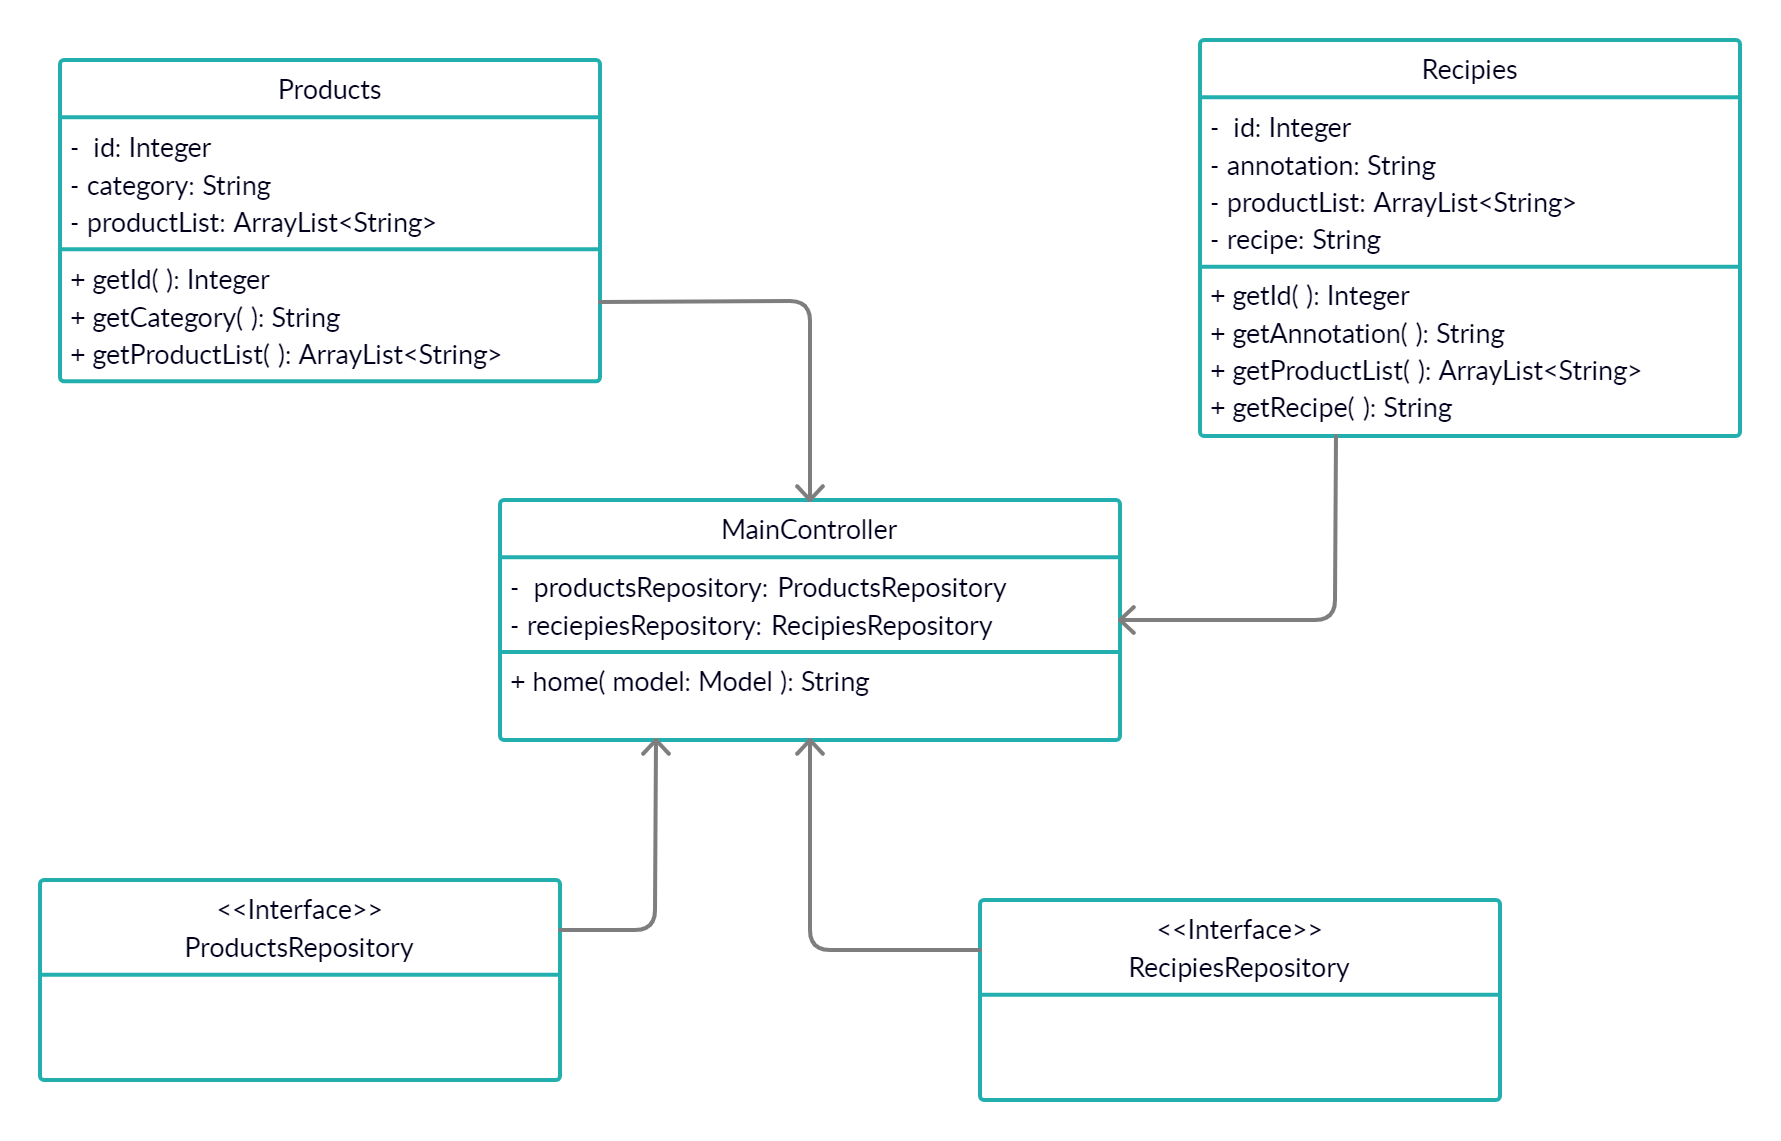 Products
- id: Integer
- category: String
- productList: ArrayList<String>
+ getId( ): Integer
+ getCategory( ): String
+ getProductList( ): ArrayList<String>
Recipies
- id: Integer
- annotation: String
- productList: ArrayList<String>
- recipe: String
+ getId( ): Integer
+ getAnnotation( ): String
+ getProductList( ): ArrayList<String>
+ getRecipe( ): String
MainController
- productsRepository: ProductsRepository
- reciepiesRepository: RecipiesRepository
+ home( model: Model ): String
<<Interface>>
ProductsRepository
<<Interface>>
RecipiesRepository